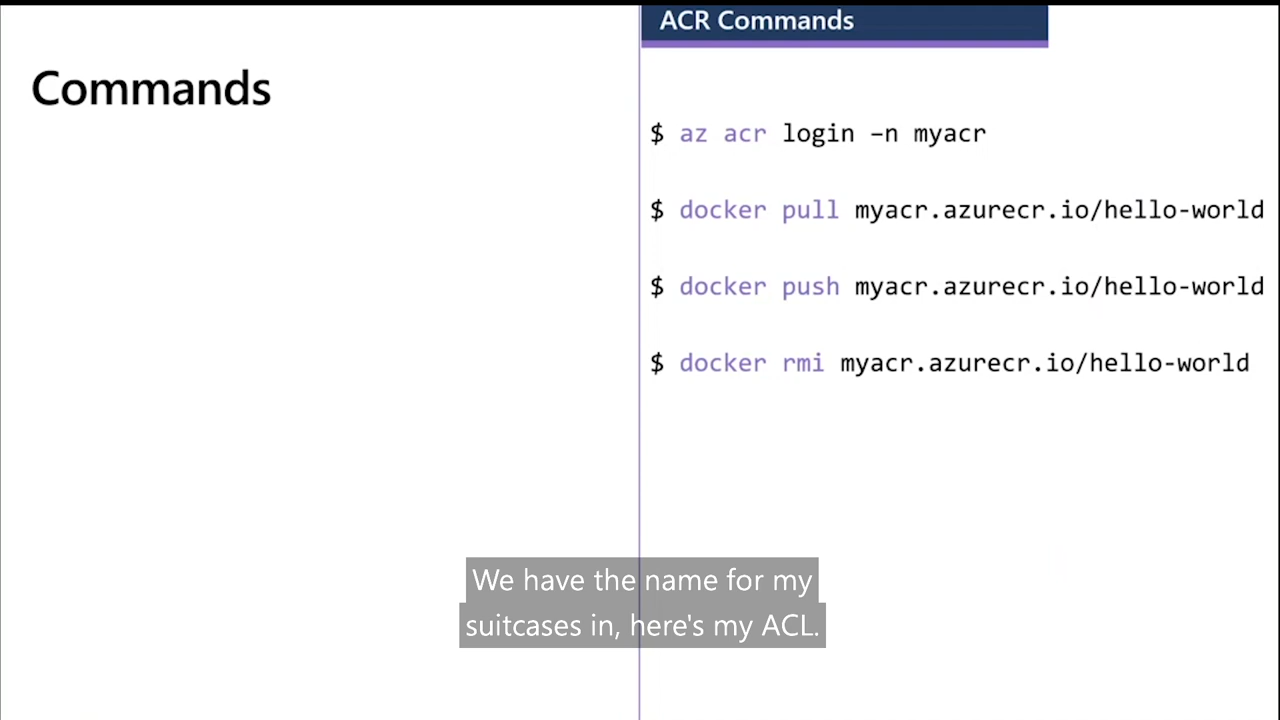 ACR Commands
Commands
$ az acr login –n myacr
$ docker pull myacr.azurecr.io/hello-world
$ docker push myacr.azurecr.io/hello-world
$ docker rmi myacr.azurecr.io/hello-world
We have the name for my
suitcases in, here's my ACL.